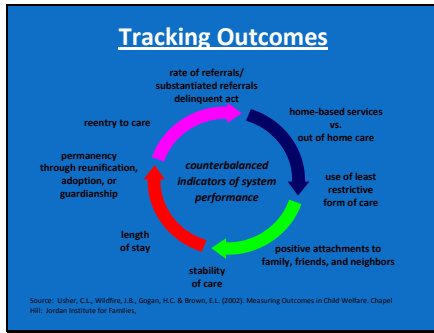 Tracking Outcomes
rate of referrals/
substantiated referrals
delinquent act
home-based services
vs.
out of home care
reentry to care
permanency
through reunification,
adoption, or
guardianship
counterbalanced
indicators of system
performance
use of least
restrictive
form of care
length
of stay
positive attachments to
family, friends, and neighbors
stability
of care
Source: Usher, C.L., Wildfire, J.B., Gogan, H.C. & Brown, E.L. (2002). Measuring Outcomes in Child Welfare. Chapel
Hill: Jordan Institute for Families,